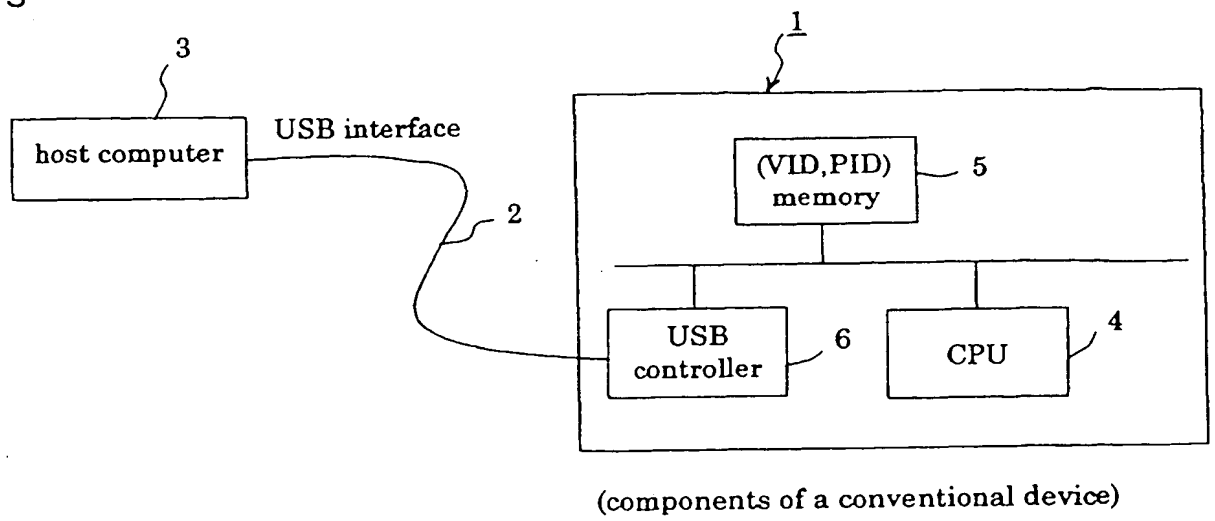 1
3
USB interface
host computer
(VID,PID)
memory
5
2
USB
controller
6
CPU
4
(components of a conventional device)